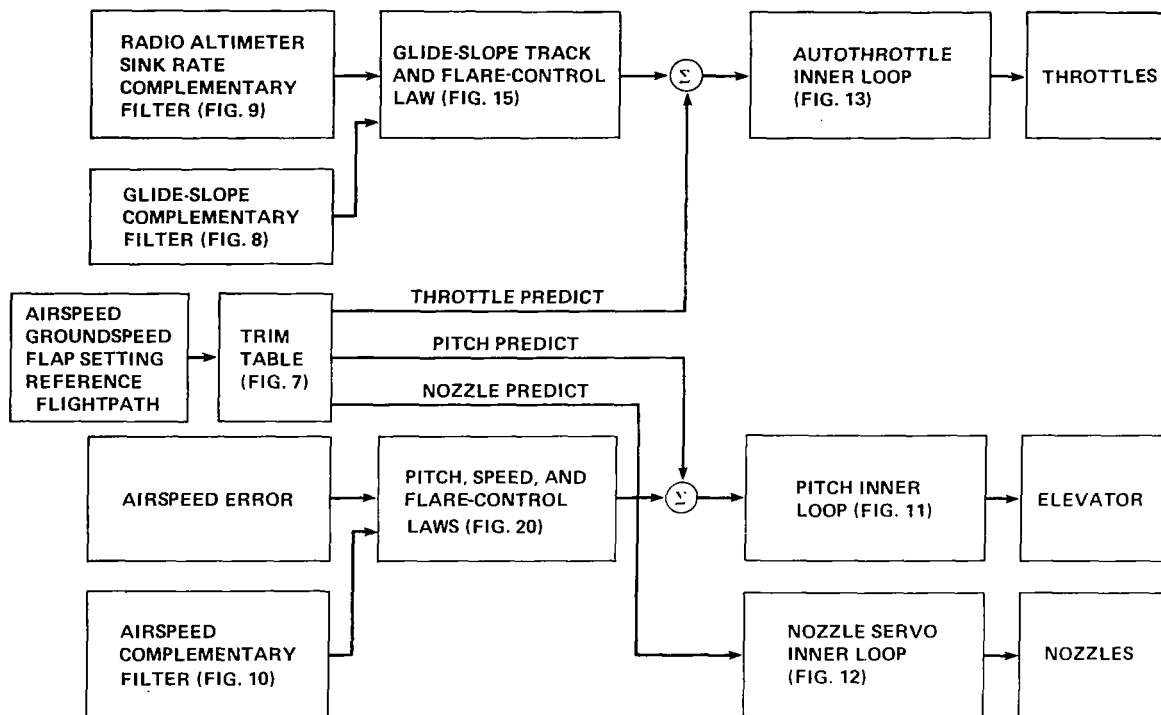 RADIO ALTIMETER
SINK RATE
COMPLEMENTARY
FILTER (FIG. 9)
GLIDE-SLOPE TRACK
AND FLARE-CONTROL
LAW (FIG. 15)
Σ
AUTOTHROTTLE
INNER LOOP
(FIG. 13)
THROTTLES
GLIDE-SLOPE
COMPLEMENTARY
FILTER (FIG. 8)
AIRSPEED
GROUNDSPEED
FLAP SETTING
REFERENCE
FLIGHTPATH
TRIM
TABLE
(FIG. 7)
THROTTLE PREDICT
PITCH PREDICT
NOZZLE PREDICT
AIRSPEED ERROR
PITCH, SPEED, AND
FLARE-CONTROL
LAWS (FIG. 20)
Σ
PITCH INNER
LOOP (FIG. 11)
ELEVATOR
AIRSPEED
COMPLEMENTARY
FILTER (FIG. 10)
NOZZLE SERVO
INNER LOOP
(FIG. 12)
NOZZLES